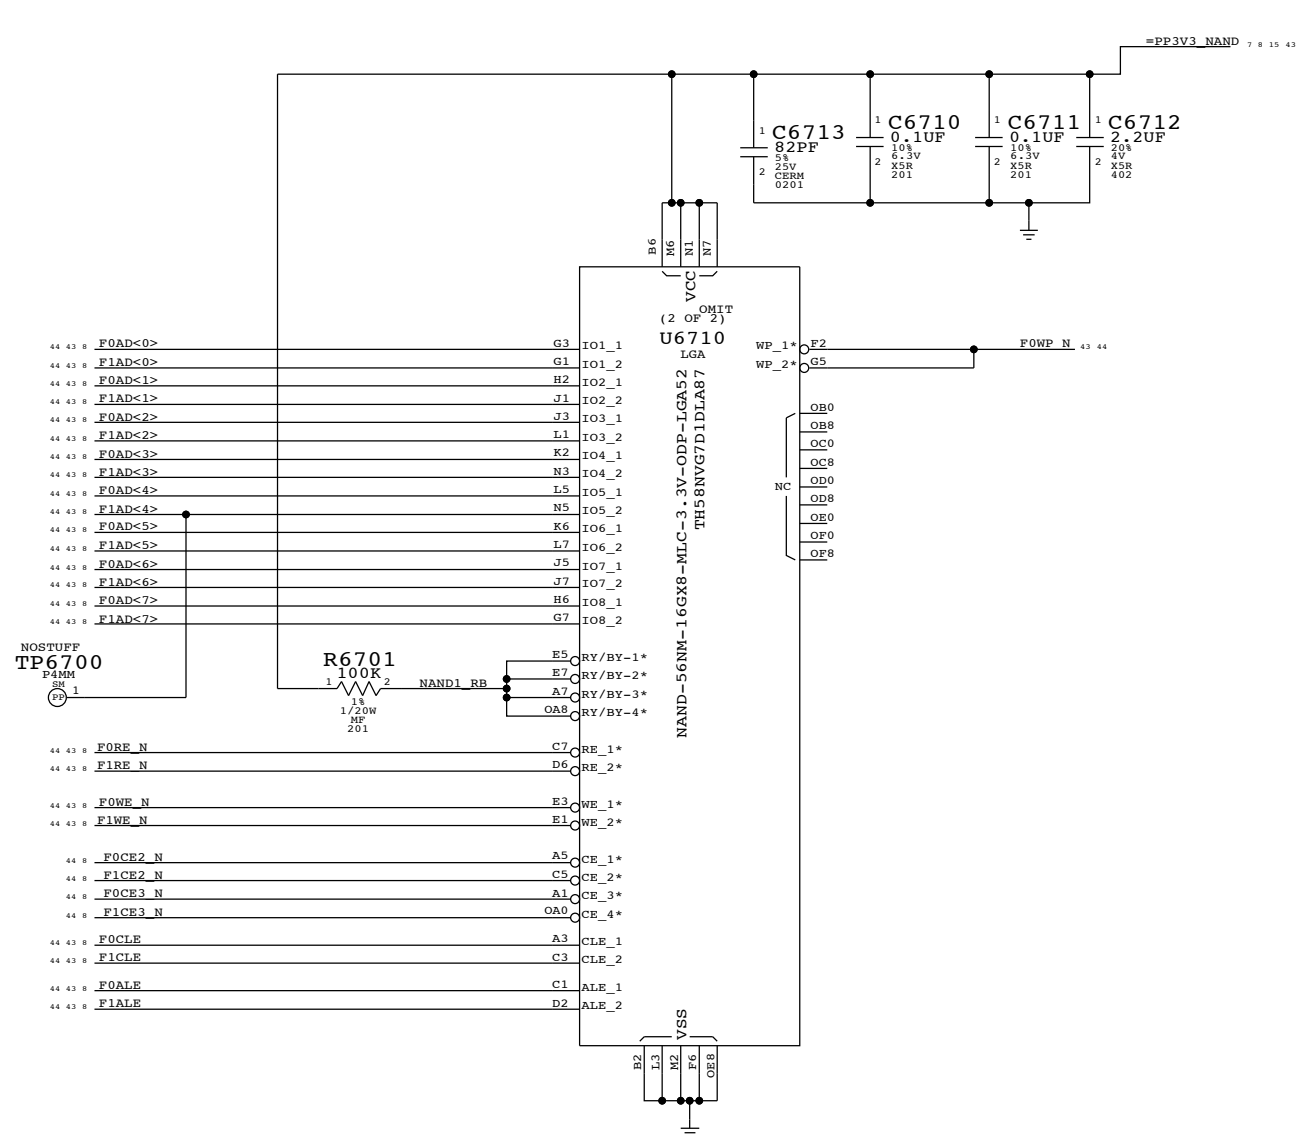 =PP3V3_NAND 7 8 15 43
1 C6713
82PF
5%
25V
2 CERM
0201
1 C6710
0.1UF
10%
2 6.3V
X5R
201
1 C6711
0.1UF
10%
2 6.3V
X5R
201
1 C6712
2.2UF
20%
2 4V
X5R
402
B6 M6 N1 N7
VCC
OMIT
(2 OF 2)
U6710
LGA
NAND-56NM-16GX8-MLC-3.3V-ODP-LGA52
TH58NVG7D1DLA87
44 43 8 F0AD<0> G3 IO1_1
44 43 8 F1AD<0> G1 IO1_2
44 43 8 F0AD<1> H2 IO2_1
44 43 8 F1AD<1> J1 IO2_2
44 43 8 F0AD<2> J3 IO3_1
44 43 8 F1AD<2> L1 IO3_2
44 43 8 F0AD<3> K2 IO4_1
44 43 8 F1AD<3> N3 IO4_2
44 43 8 F0AD<4> L5 IO5_1
44 43 8 F1AD<4> N5 IO5_2
44 43 8 F0AD<5> K6 IO6_1
44 43 8 F1AD<5> L7 IO6_2
44 43 8 F0AD<6> J5 IO7_1
44 43 8 F1AD<6> J7 IO7_2
44 43 8 F0AD<7> H6 IO8_1
44 43 8 F1AD<7> G7 IO8_2
WP_1* F2 F0WP_N 43 44
WP_2* G5
NC
OB0
OB8
OC0
OC8
OD0
OD8
OE0
OF0
OF8
NOSTUFF
TP6700
P4MM
SM
PP 1
R6701
100K
1 2
1%
1/20W
MF
201
NAND1_RB
E5 RY/BY-1*
E7 RY/BY-2*
A7 RY/BY-3*
OA8 RY/BY-4*
44 43 8 F0RE_N C7 RE_1*
44 43 8 F1RE_N D6 RE_2*
44 43 8 F0WE_N E3 WE_1*
44 43 8 F1WE_N E1 WE_2*
44 8 F0CE2_N A5 CE_1*
44 8 F1CE2_N C5 CE_2*
44 8 F0CE3_N A1 CE_3*
44 8 F1CE3_N OA0 CE_4*
44 43 8 F0CLE A3 CLE_1
44 43 8 F1CLE C3 CLE_2
44 43 8 F0ALE C1 ALE_1
44 43 8 F1ALE D2 ALE_2
VSS
B2 L3 M2 F6 OE8